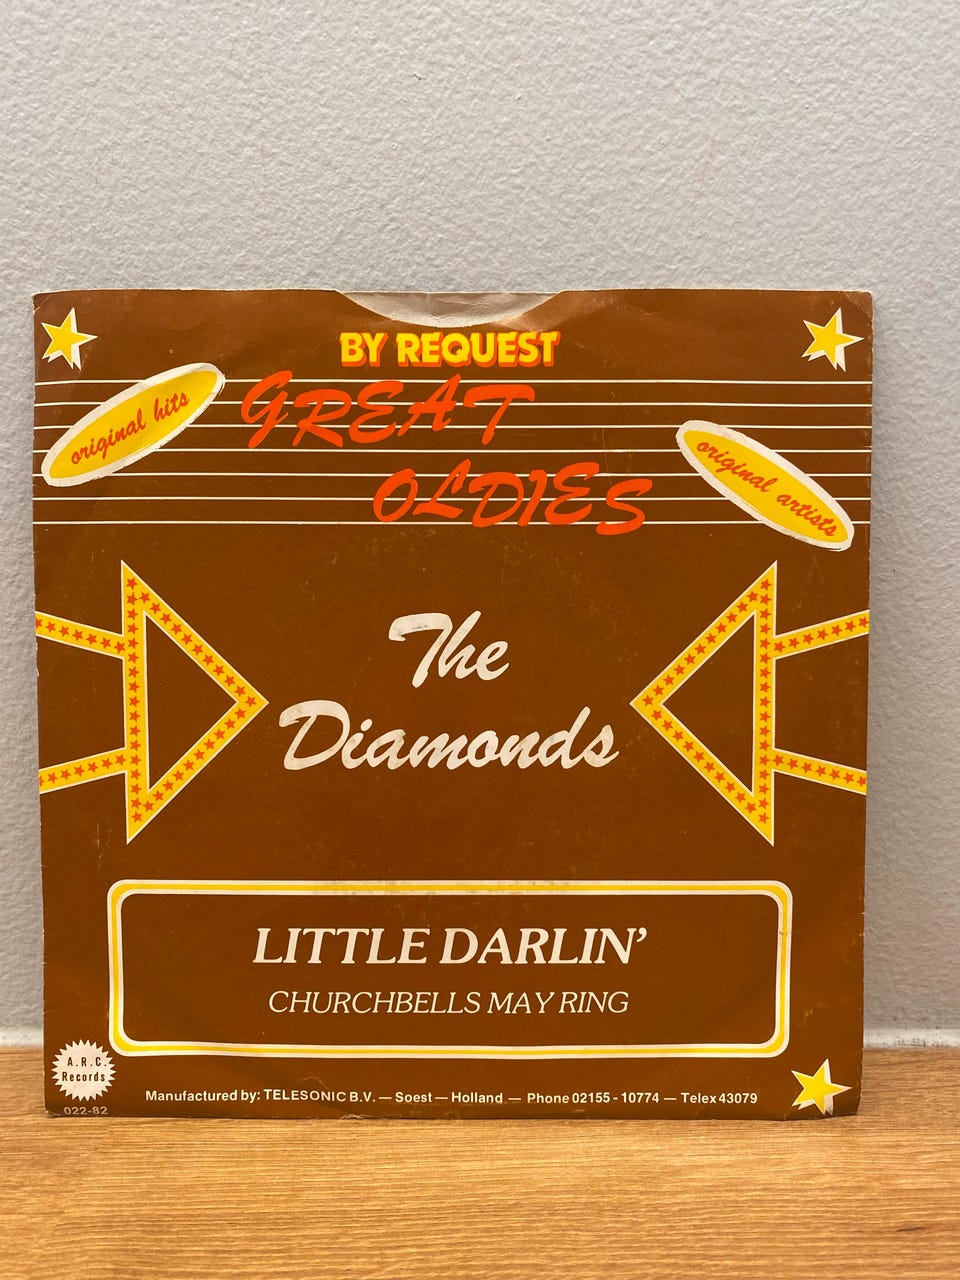 BY REQUEST
original hits
GREAT
OLDIES
original artists
The
Diamonds
LITTLE DARLIN’
CHURCHBELLS MAY RING
A.R.C.
Records
022-82
Manufactured by: TELESONIC B.V. — Soest — Holland — Phone 02155 - 10774 — Telex 43079